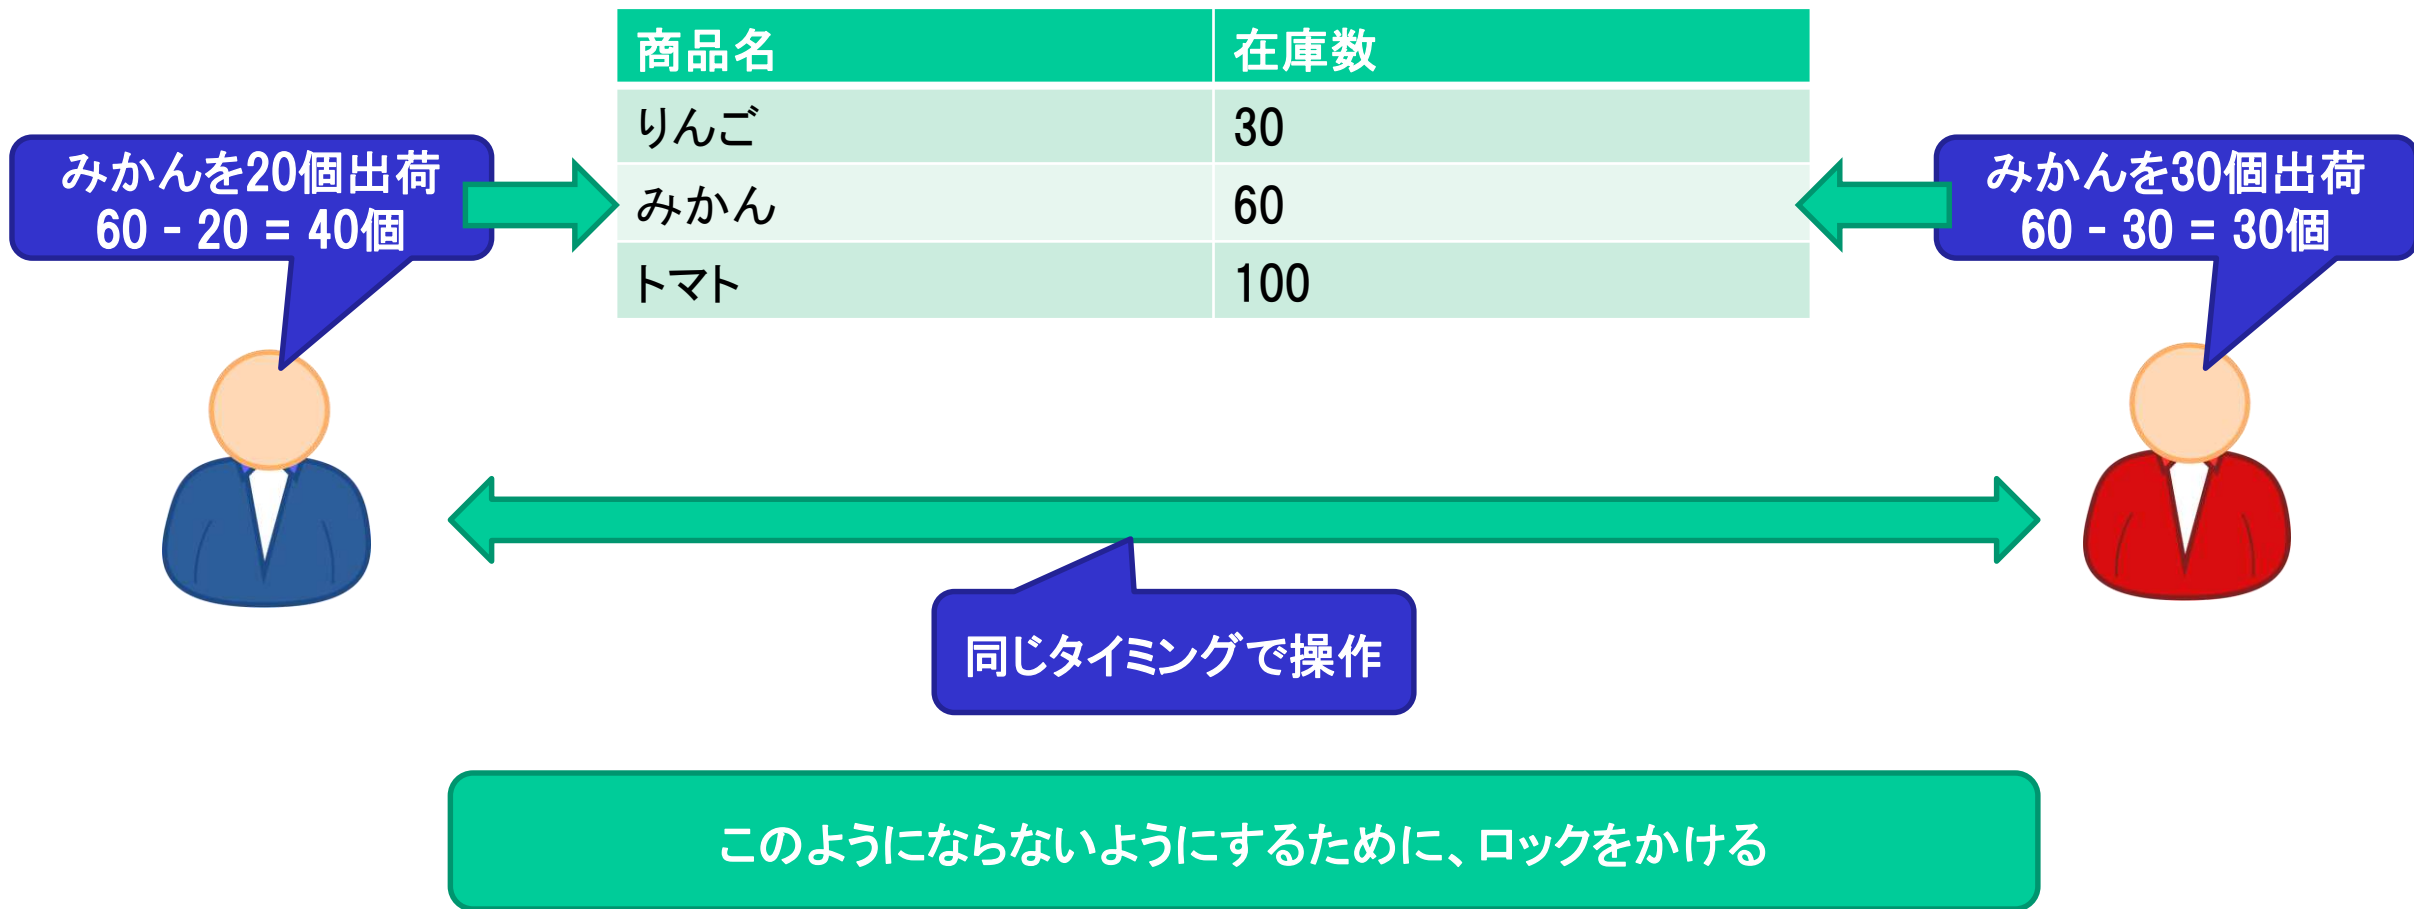 商品名 在庫数
りんご 30
みかん 60
トマト 100
みかんを20個出荷
60 - 20 = 40個
みかんを30個出荷
60 - 30 = 30個
同じタイミングで操作
このようにならないようにするために、ロックをかける